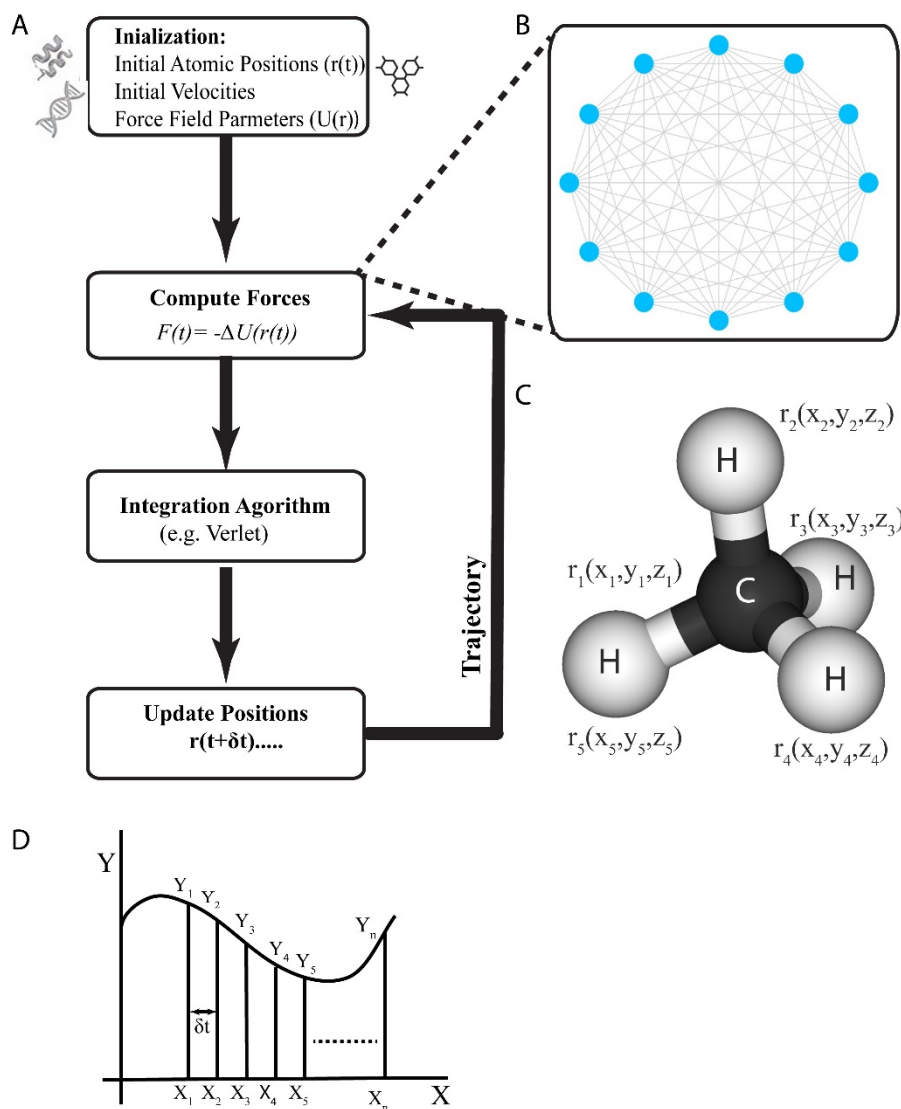 A
Inialization:
Initial Atomic Positions (r(t))
Initial Velocities
Force Field Parmeters (U(r))
Compute Forces
F(t)= -ΔU(r(t))
Integration Agorithm
(e.g. Verlet)
Update Positions
r(t+δt).....
Trajectory
B
C
r₂(x₂,y₂,z₂)
H
r₃(x₃,y₃,z₃)
r₁(x₁,y₁,z₁)
H
C
H
H
r₅(x₅,y₅,z₅)
r₄(x₄,y₄,z₄)
D
Y
Y₁
Y₂
Y₃
Y₄
Y₅
Yₙ
δt
X₁ X₂ X₃ X₄ X₅ Xₙ
X